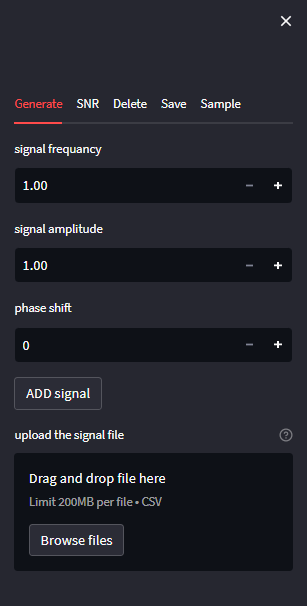 Generate SNR Delete Save Sample
signal frequancy
1.00
signal amplitude
1.00
phase shift
0
ADD signal
upload the signal file
Drag and drop file here
Limit 200MB per file • CSV
Browse files